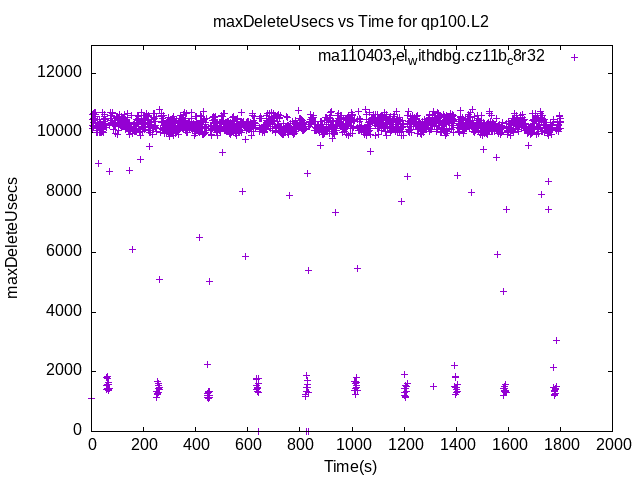 maxDeleteUsecs vs Time for qp100.L2
ma110403_rel_withdbg.cz11b_c8r32
12000
10000
8000
6000
4000
2000
0
maxDeleteUsecs
0 200 400 600 800 1000 1200 1400 1600 1800 2000
Time(s)